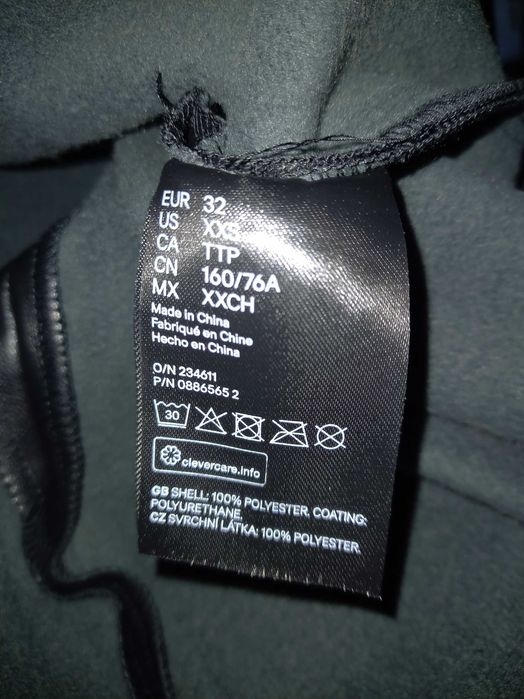 EUR 32
US XXS
CA TTP
CN 160/76A
MX XXCH
Made in China
Fabriqué en Chine
Hecho en China
O/N 234611
P/N 0886565 2
30
clevercare.info
GB SHELL: 100% POLYESTER. COATING:
POLYURETHANE.
CZ SVRCHNÍ LÁTKA: 100% POLYESTER.